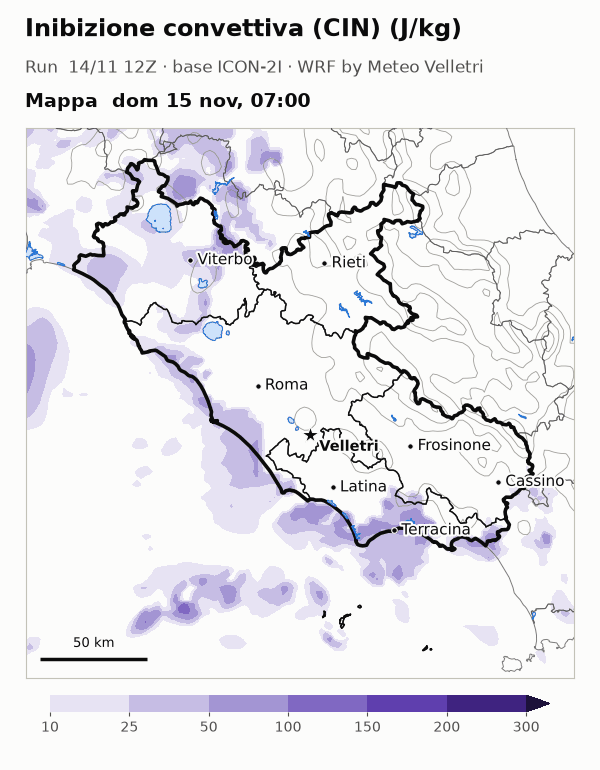 Inibizione convettiva (CIN) (J/kg)
Run  14/11 12Z · base ICON-2I · WRF by Meteo Velletri
Mappa  dom 15 nov, 07:00
Viterbo
Rieti
Roma
Velletri
Frosinone
Cassino
Latina
Terracina
50 km
10 25 50 100 150 200 300